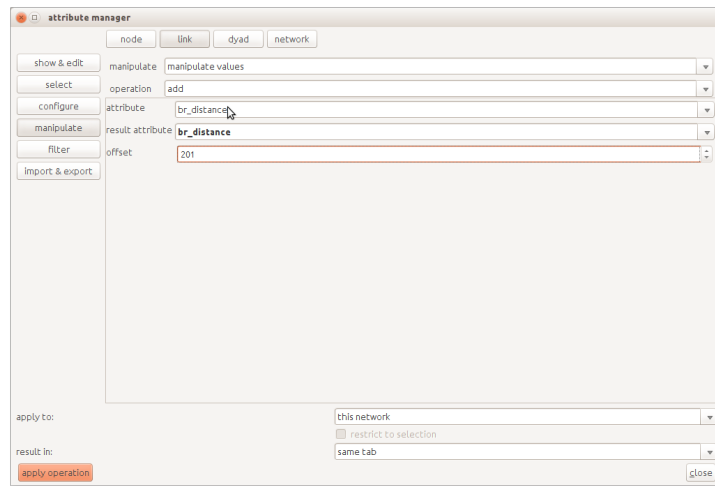 attribute manager
node link dyad network
show & edit
select
configure
manipulate
filter
import & export
manipulate manipulate values
operation add
attribute br_distance
result attribute br_distance
offset 201
apply to: this network
restrict to selection
result in: same tab
apply operation close